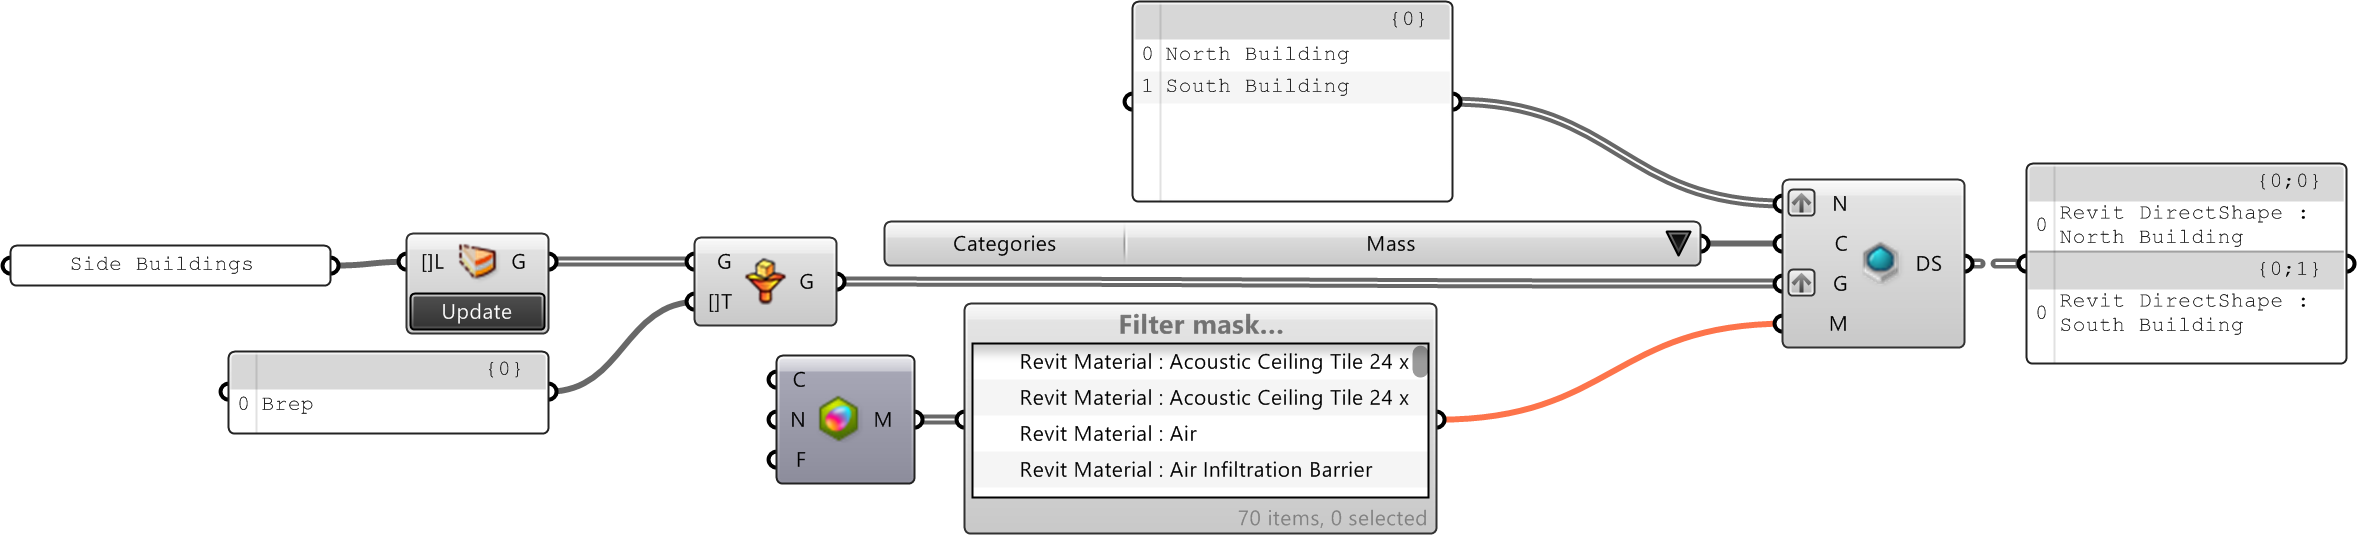 {0}
0 North Building
1 South Building
Side Buildings
[]L G
Update
{0}
0 Brep
G
[]T
G
Categories Mass
C
N M
F
Filter mask...
Revit Material : Acoustic Ceiling Tile 24 x
Revit Material : Acoustic Ceiling Tile 24 x
Revit Material : Air
Revit Material : Air Infiltration Barrier
70 items, 0 selected
N
C
G
M
DS
{0;0}
0 Revit DirectShape :
North Building
{0;1}
0 Revit DirectShape :
South Building